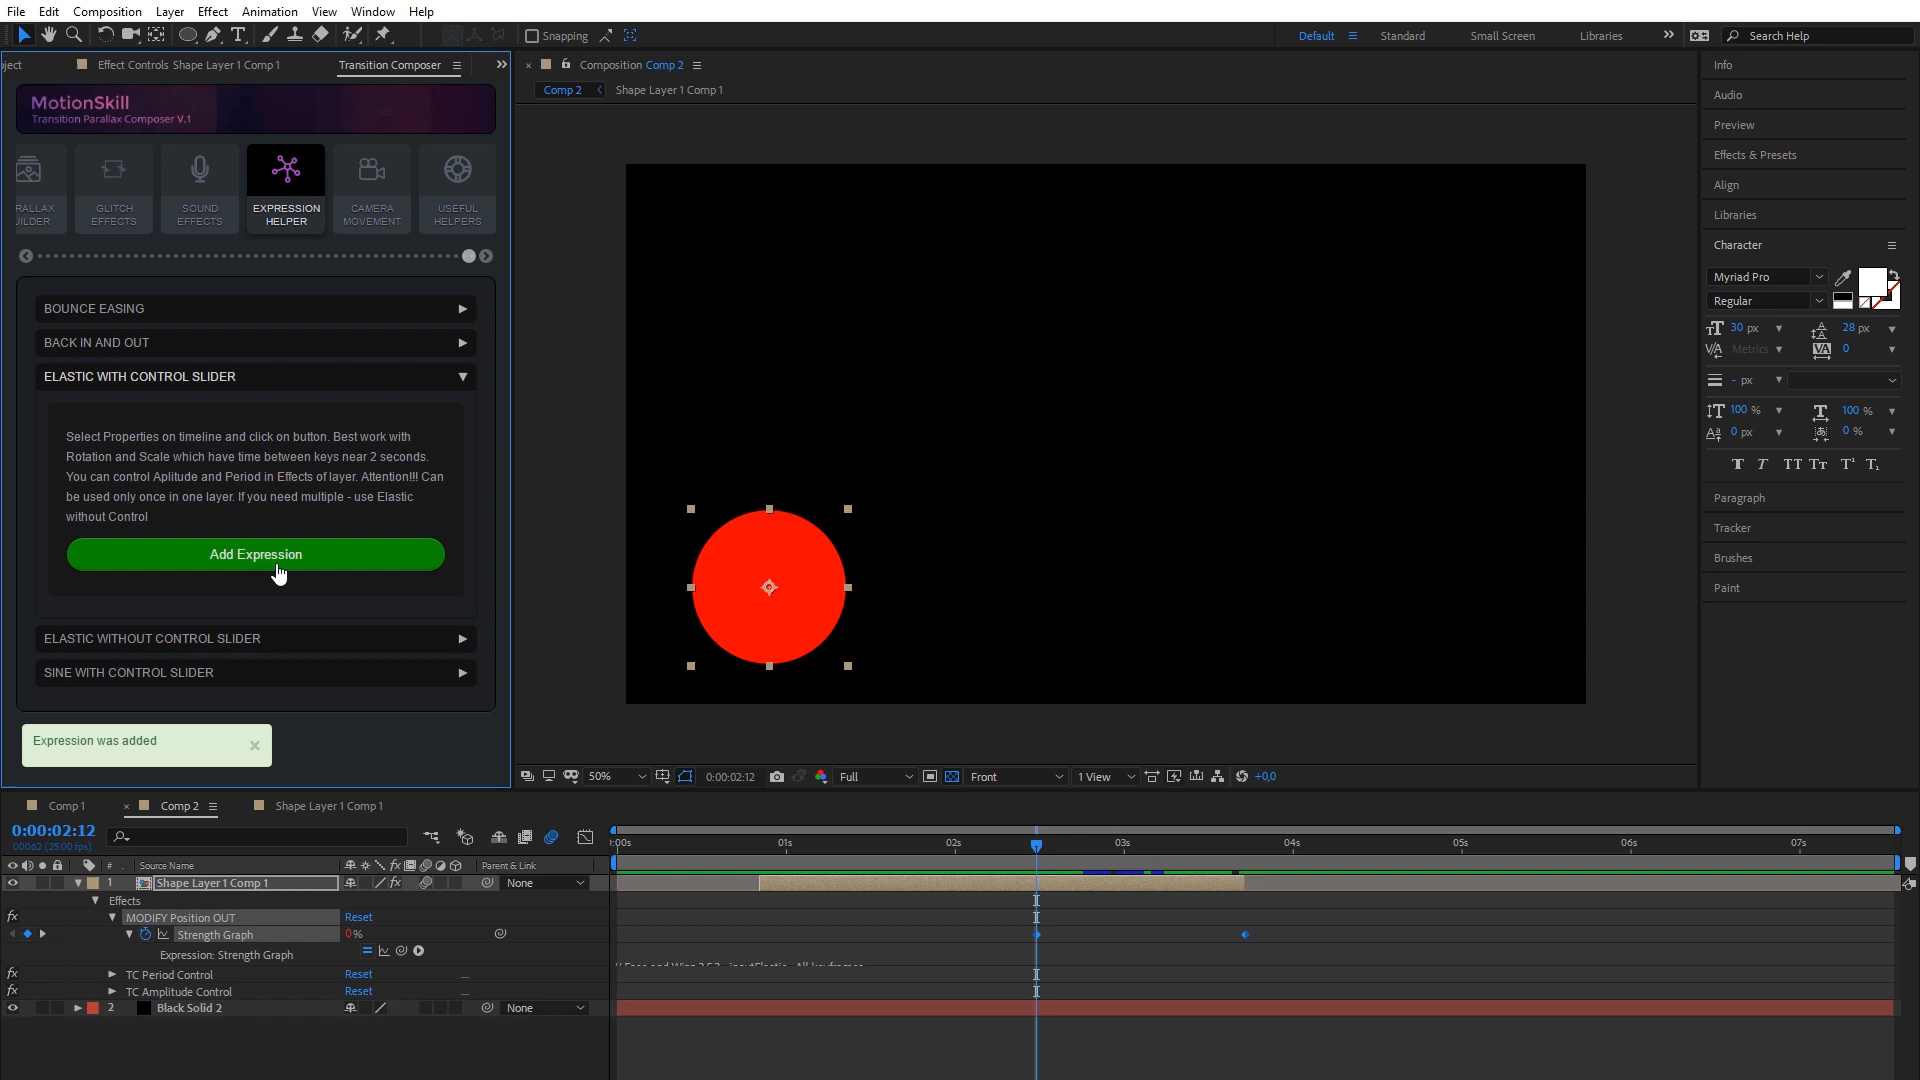 File Edit Composition Layer Effect Animation View Window Help
Snapping
Default Standard Small Screen Libraries Search Help
ject Effect Controls Shape Layer 1 Comp 1 Transition Composer
MotionSkill
Transition Parallax Composer V.1
RALLAX
UILDER
GLITCH
EFFECTS
SOUND
EFFECTS
EXPRESSION
HELPER
CAMERA
MOVEMENT
USEFUL
HELPERS
BOUNCE EASING
BACK IN AND OUT
ELASTIC WITH CONTROL SLIDER
Select Properties on timeline and click on button. Best work with
Rotation and Scale which have time between keys near 2 seconds.
You can control Aplitude and Period in Effects of layer. Attention!!! Can
be used only once in one layer. If you need multiple - use Elastic
without Control
Add Expression
ELASTIC WITHOUT CONTROL SLIDER
SINE WITH CONTROL SLIDER
Expression was added
Composition Comp 2
Comp 2 Shape Layer 1 Comp 1
50% 0:00:02:12 Full Front 1 View +0,0
Info
Audio
Preview
Effects & Presets
Align
Libraries
Character
Myriad Pro
Regular
30 px 28 px
Metrics 0
- px
100 % 100 %
0 px 0 %
Paragraph
Tracker
Brushes
Paint
Comp 1 Comp 2 Shape Layer 1 Comp 1
0:00:02:12
00062 (25.00 fps)
# Source Name Parent & Link
1 Shape Layer 1 Comp 1 None
Effects
MODIFY Position OUT Reset
Strength Graph 0 %
Expression: Strength Graph
TC Period Control Reset
TC Amplitude Control Reset
2 Black Solid 2 None
):00s 01s 02s 03s 04s 05s 06s 07s